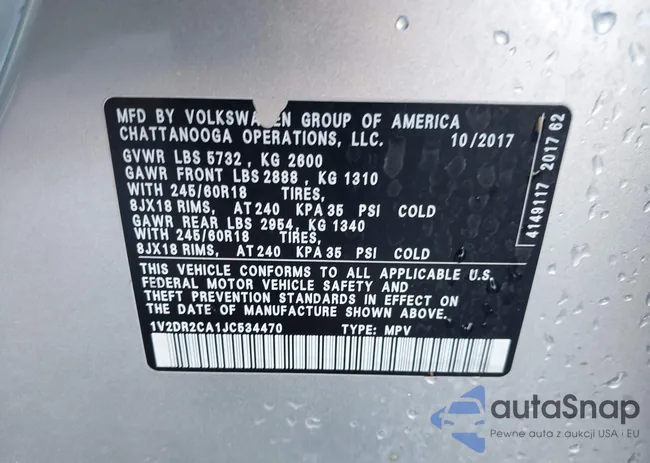 MFD BY VOLKSWAGEN GROUP OF AMERICA
CHATTANOOGA OPERATIONS, LLC. 10/2017
GVWR LBS 5732 , KG 2600
GAWR FRONT LBS 2888 , KG 1310
WITH 245/60R18 TIRES,
8JX18 RIMS, AT 240 KPA 35 PSI COLD
GAWR REAR LBS 2954, KG 1340
WITH 245/60R18 TIRES,
8JX18 RIMS, AT 240 KPA 35 PSI COLD
THIS VEHICLE CONFORMS TO ALL APPLICABLE U.S.
FEDERAL MOTOR VEHICLE SAFETY AND
THEFT PREVENTION STANDARDS IN EFFECT ON
THE DATE OF MANUFACTURE SHOWN ABOVE.
1V2DR2CA1JC534470 TYPE: MPV
4149117 201762
autaSnap
Pewne auta z aukcji USA i EU